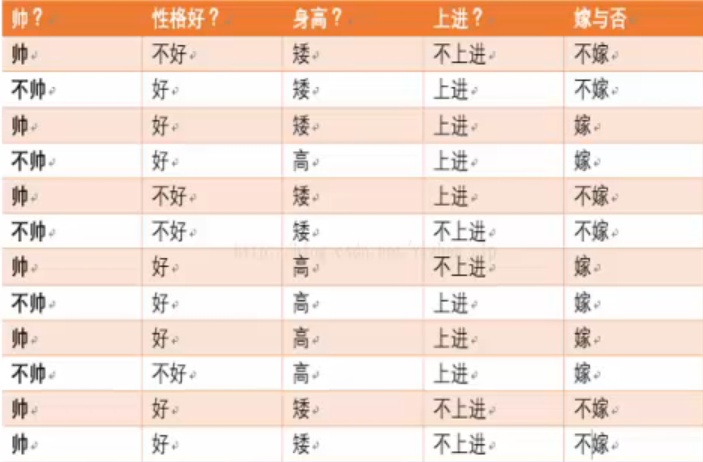 帅? 性格好? 身高? 上进? 嫁与否
帅 不好 矮 不上进 不嫁
不帅 好 矮 上进 不嫁
帅 好 矮 上进 嫁
不帅 好 高 上进 嫁
帅 不好 矮 上进 不嫁
不帅 不好 矮 不上进 不嫁
帅 好 高 不上进 嫁
不帅 好 高 上进 嫁
帅 好 高 上进 嫁
不帅 不好 高 上进 嫁
帅 好 矮 不上进 不嫁
帅 好 矮 不上进 不嫁